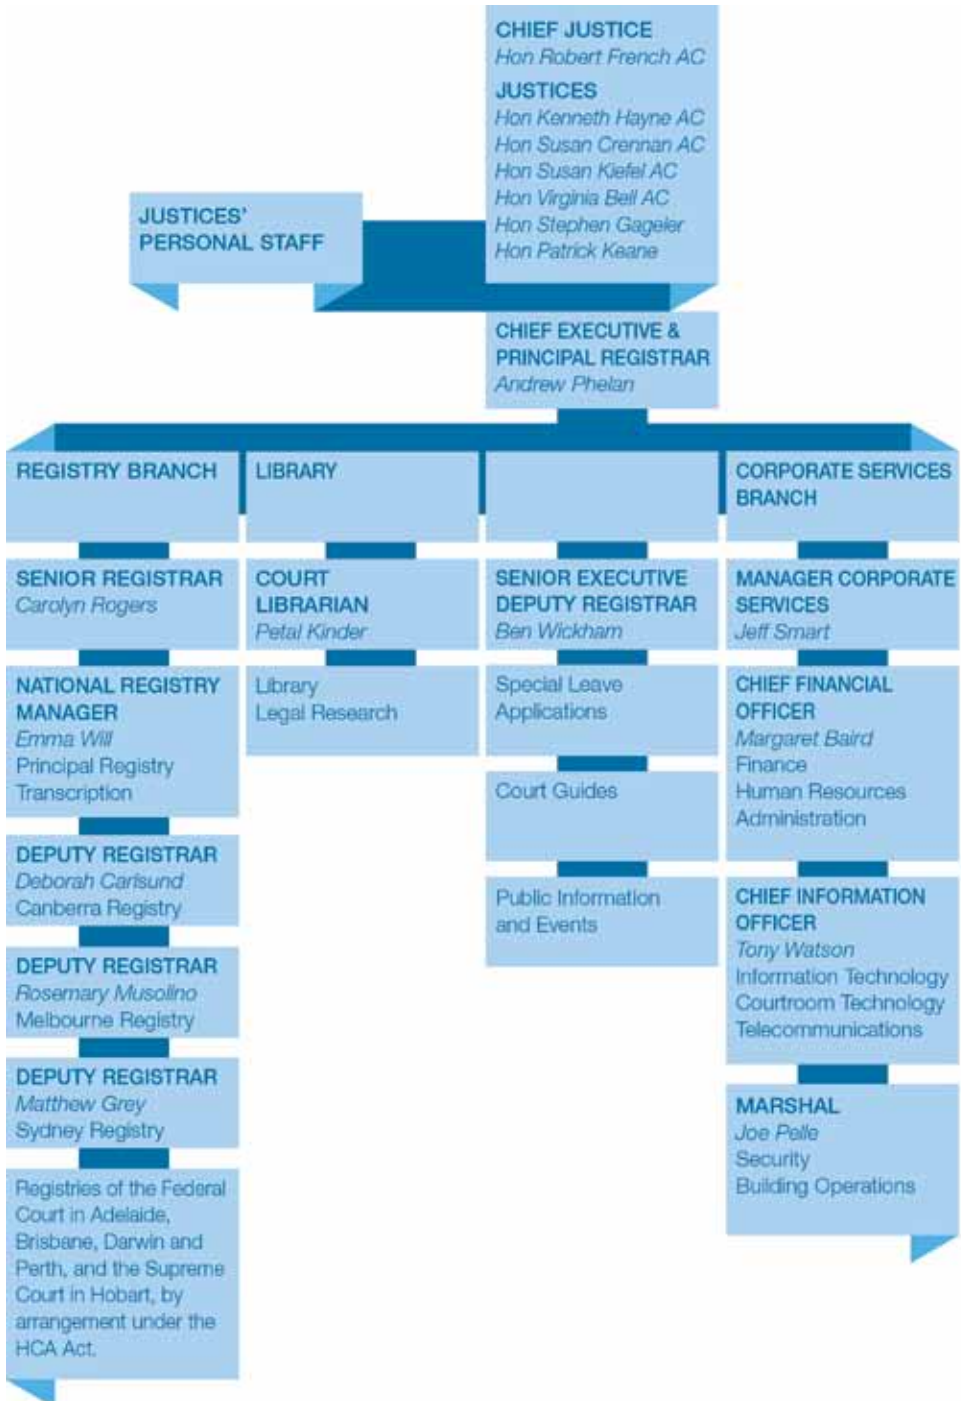 CHIEF JUSTICE
Hon Robert French AC
JUSTICES
Hon Kenneth Hayne AC
Hon Susan Crennan AC
Hon Susan Kiefel AC
Hon Virginia Bell AC
Hon Stephen Gageler
Hon Patrick Keane
JUSTICES'
PERSONAL STAFF
CHIEF EXECUTIVE &
PRINCIPAL REGISTRAR
Andrew Phelan
REGISTRY BRANCH
SENIOR REGISTRAR
Carolyn Rogers
NATIONAL REGISTRY
MANAGER
Emma Will
Principal Registry
Transcription
DEPUTY REGISTRAR
Deborah Carlsund
Canberra Registry
DEPUTY REGISTRAR
Rosemary Musolino
Melbourne Registry
DEPUTY REGISTRAR
Matthew Grey
Sydney Registry
Registries of the Federal
Court in Adelaide,
Brisbane, Darwin and
Perth, and the Supreme
Court in Hobart, by
arrangement under the
HCA Act.
LIBRARY
COURT
LIBRARIAN
Petal Kinder
Library
Legal Research
SENIOR EXECUTIVE
DEPUTY REGISTRAR
Ben Wickham
Special Leave
Applications
Court Guides
Public Information
and Events
CORPORATE SERVICES
BRANCH
MANAGER CORPORATE
SERVICES
Jeff Smart
CHIEF FINANCIAL
OFFICER
Margaret Baird
Finance
Human Resources
Administration
CHIEF INFORMATION
OFFICER
Tony Watson
Information Technology
Courtroom Technology
Telecommunications
MARSHAL
Joe Pelle
Security
Building Operations